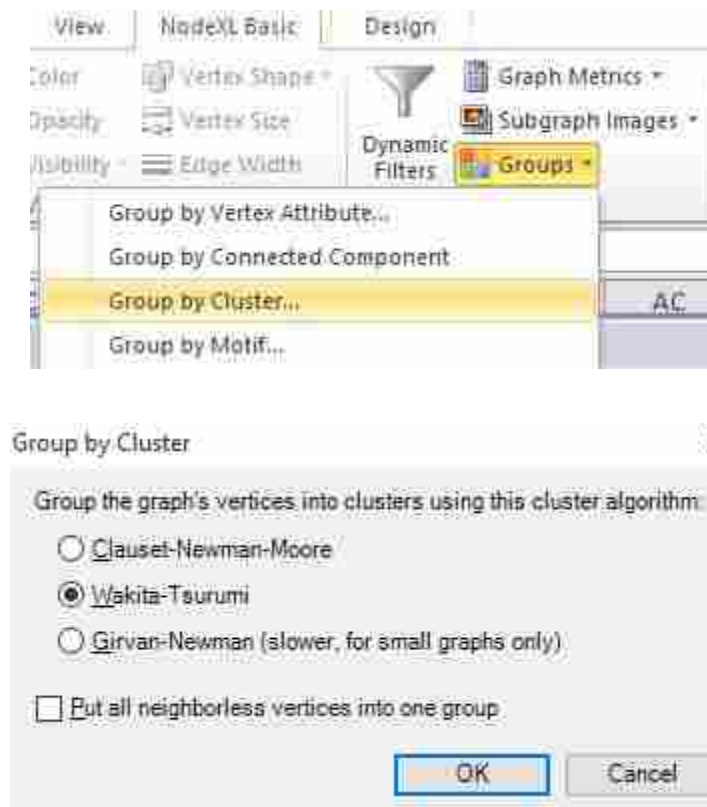 View NodeXL Basic Design
Color Vertex Shape Graph Metrics
Opacity Vertex Size Subgraph Images
Visibility Edge Width Dynamic Filters Groups
Group by Vertex Attribute...
Group by Connected Component
Group by Cluster... AC
Group by Motif...
Group by Cluster
Group the graph's vertices into clusters using this cluster algorithm:
Clauset-Newman-Moore
Wakita-Tsurumi
Girvan-Newman (slower, for small graphs only)
Put all neighborless vertices into one group
OK Cancel